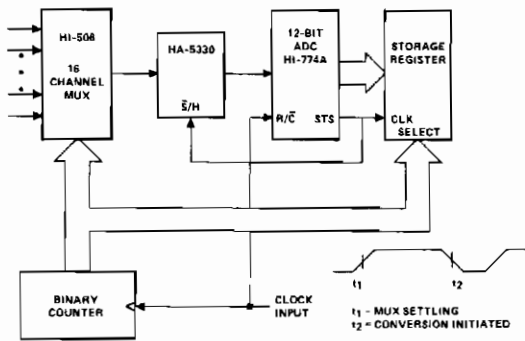 HI-506
16
CHANNEL
MUX
HA-5330
S̄/H
12-BIT
ADC
HI-774A
R/C̄ STS
STORAGE
REGISTER
CLK
SELECT
BINARY
COUNTER
CLOCK
INPUT
t1 t2
t1 - MUX SETTLING
t2 = CONVERSION INITIATED